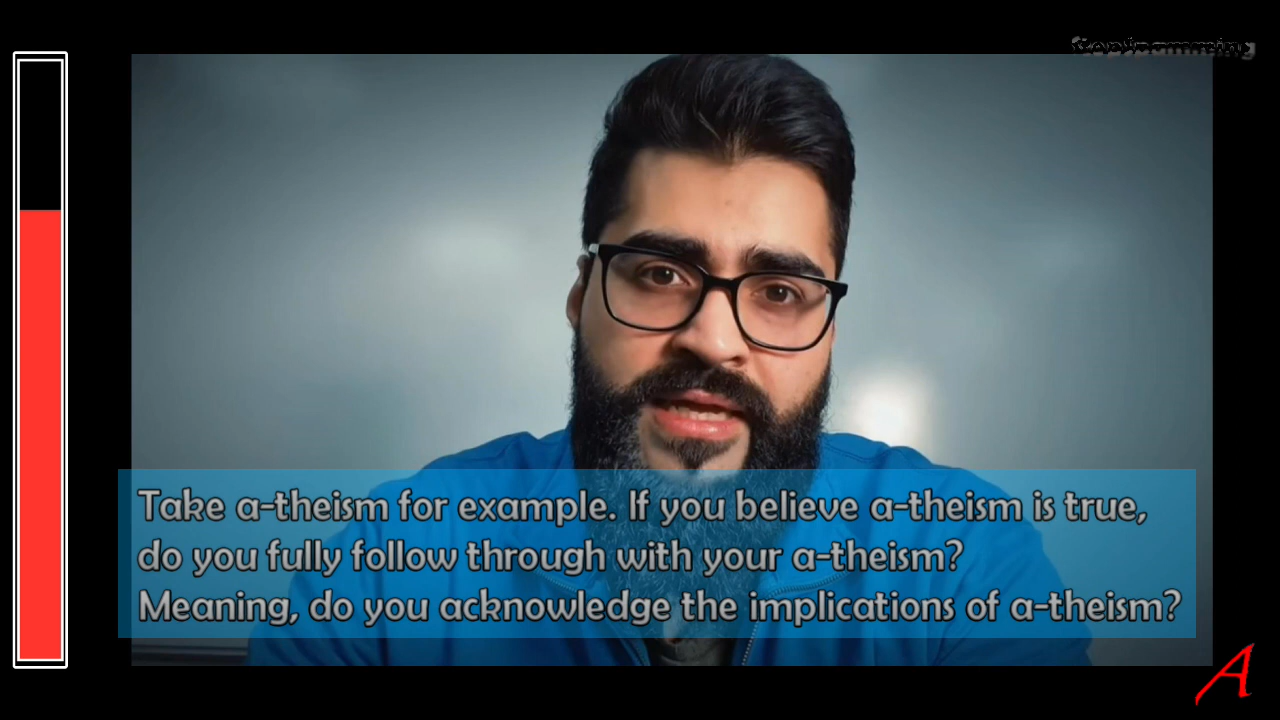 Take a-theism for example. If you believe a-theism is true,
do you fully follow through with your a-theism?
Meaning, do you acknowledge the implications of a-theism?
A